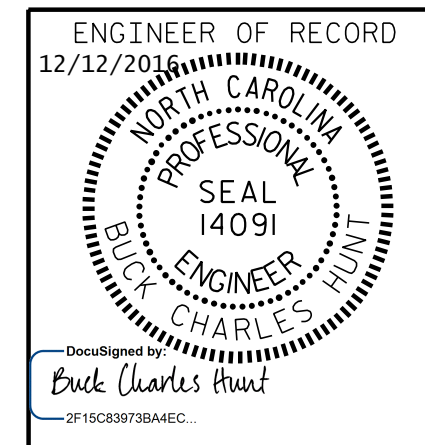 ENGINEER OF RECORD
12/12/2016
NORTH CAROLINA
PROFESSIONAL
SEAL
14091
ENGINEER
BUCK CHARLES HUNT
DocuSigned by:
Buck Charles Hunt
2F15C83973BA4EC...